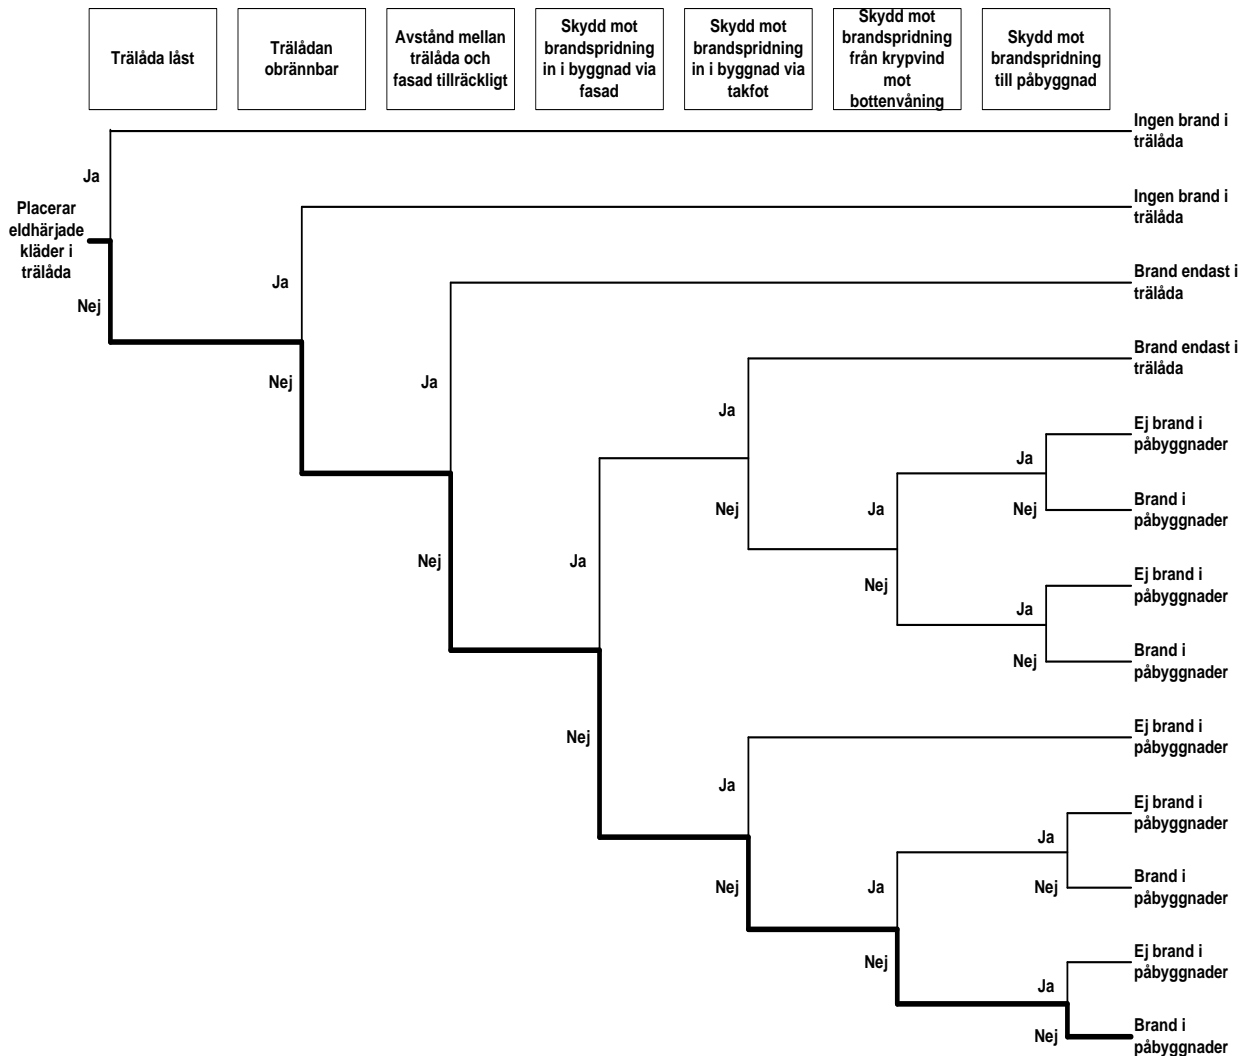 Trälåda låst
Trälådan
obrännbar
Avstånd mellan
trälåda och
fasad tillräckligt
Skydd mot
brandspridning
in i byggnad via
fasad
Skydd mot
brandspridning
in i byggnad via
takfot
Skydd mot
brandspridning
från krypvind
mot
bottenvåning
Skydd mot
brandspridning
till påbyggnad
Ingen brand i
trälåda
Ja
Placerar
eldhärjade
kläder i
trälåda
Nej
Ingen brand i
trälåda
Ja
Nej
Brand endast i
trälåda
Ja
Nej
Brand endast i
trälåda
Ja
Nej
Ja
Nej
Ja
Nej
Ej brand i
påbyggnader
Ja
Nej
Brand i
påbyggnader
Ej brand i
påbyggnader
Ja
Nej
Brand i
påbyggnader
Ej brand i
påbyggnader
Ja
Nej
Ej brand i
påbyggnader
Ja
Ja
Nej
Brand i
påbyggnader
Nej
Ej brand i
påbyggnader
Ja
Nej
Brand i
påbyggnader